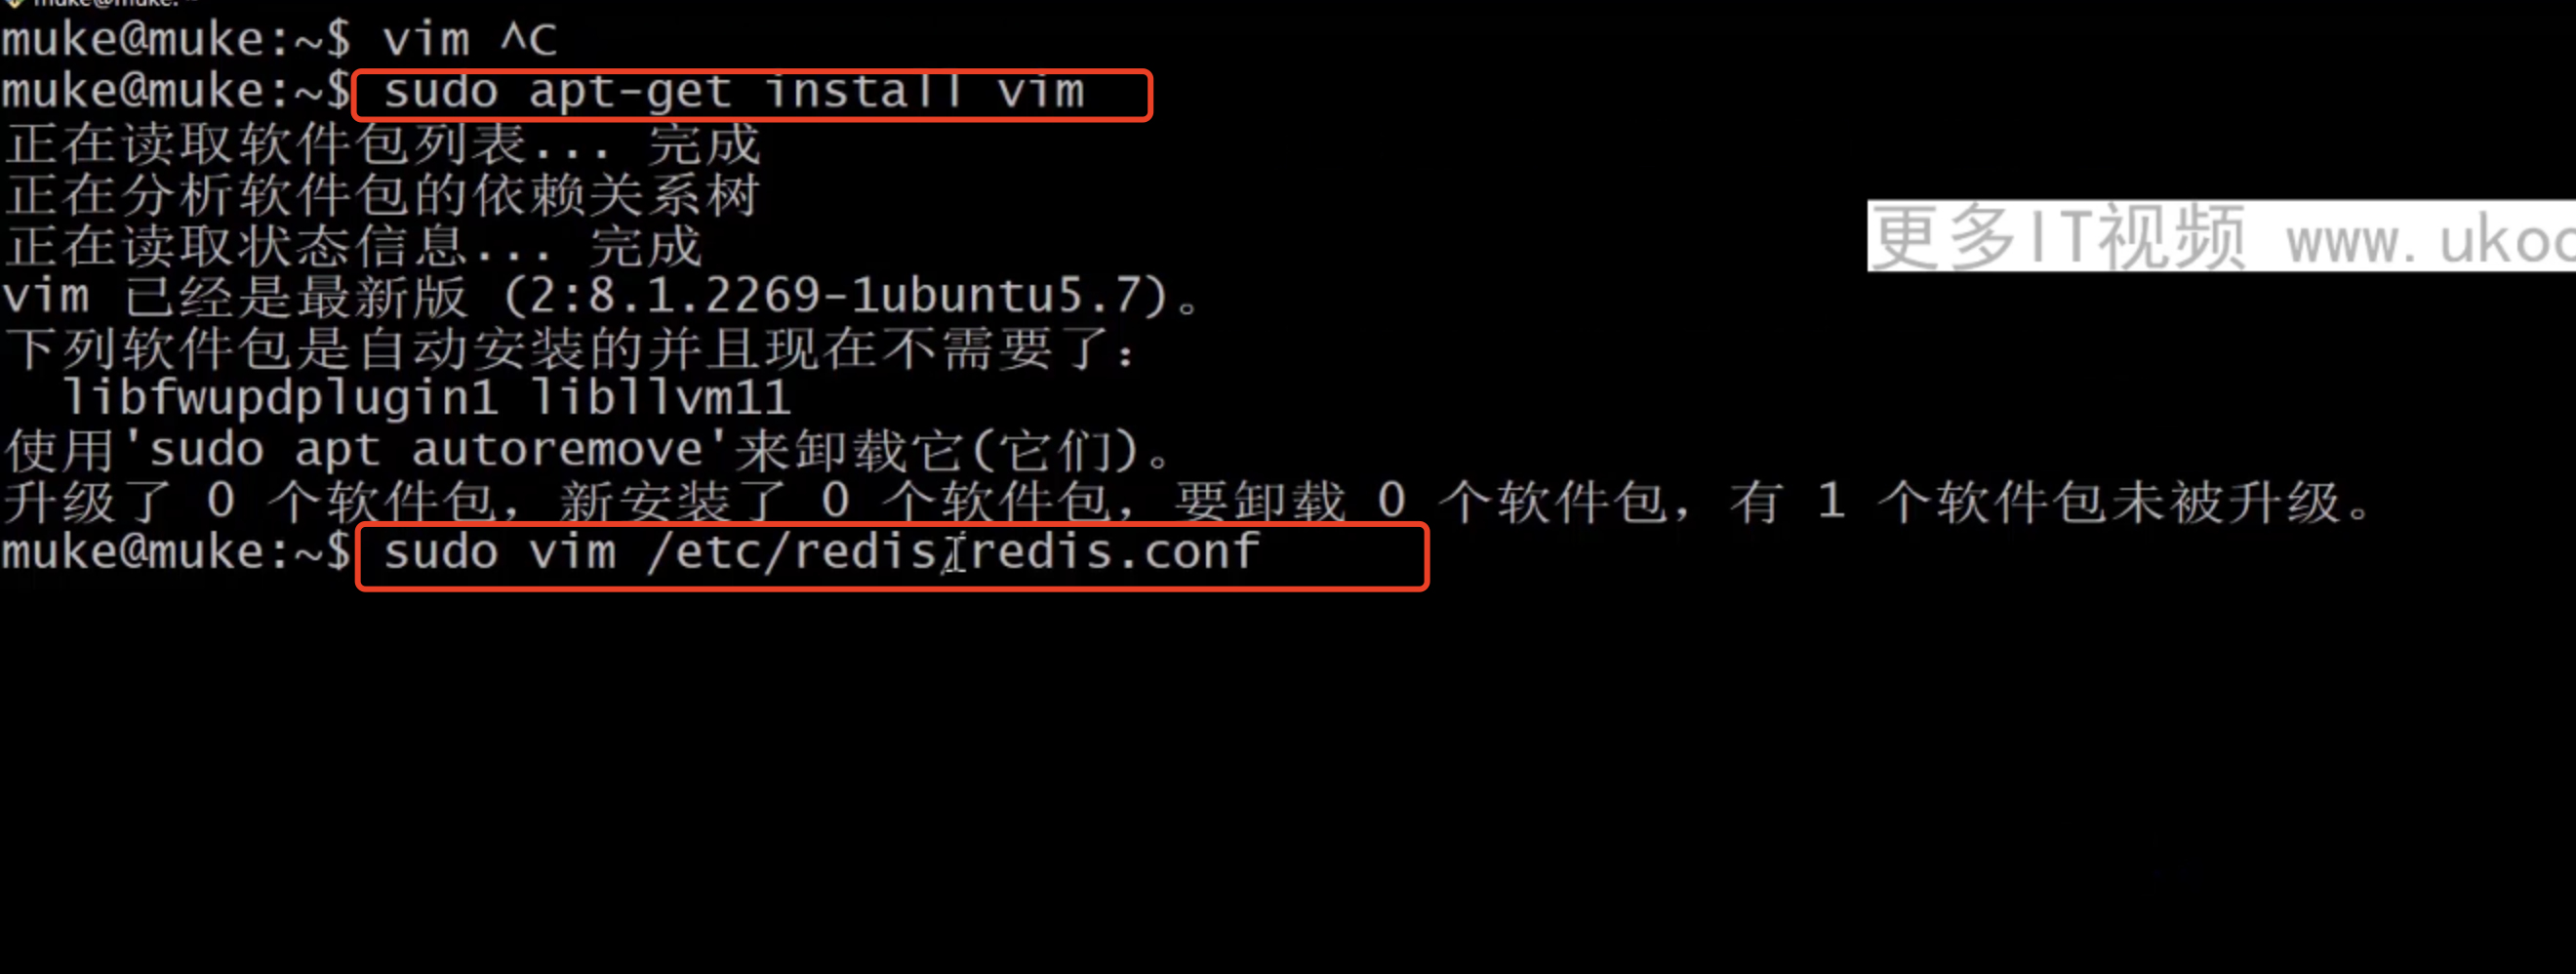 muke@muke: ~
muke@muke:~$ vim ^C
muke@muke:~$ sudo apt-get install vim
正在读取软件包列表... 完成
正在分析软件包的依赖关系树
正在读取状态信息... 完成
更多IT视频 www.ukoo
vim 已经是最新版 (2:8.1.2269-1ubuntu5.7)。
下列软件包是自动安装的并且现在不需要了：
libfwupdplugin1 libllvm11
使用'sudo apt autoremove'来卸载它(它们)。
升级了 0 个软件包，新安装了 0 个软件包，要卸载 0 个软件包，有 1 个软件包未被升级。
muke@muke:~$ sudo vim /etc/redis/redis.conf